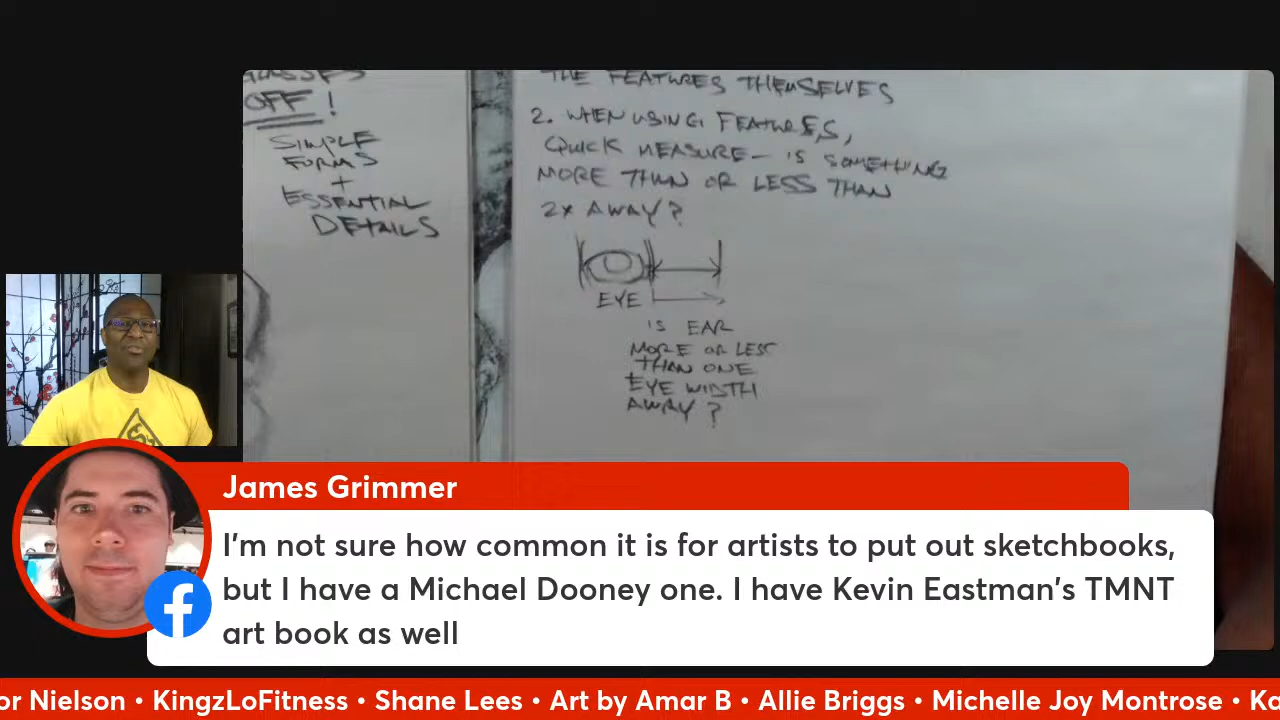 GLASSES
OFF!
SIMPLE
FORMS
+
ESSENTIAL
DETAILS
THE FEATURES THEMSELVES
2. WHEN USING FEATURES,
QUICK MEASURE - IS SOMETHING
MORE THAN OR LESS THAN
2X AWAY?
EYE
IS EAR
MORE OR LESS
THAN ONE
EYE WIDTH
AWAY?
James Grimmer
I'm not sure how common it is for artists to put out sketchbooks,
but I have a Michael Dooney one. I have Kevin Eastman's TMNT
art book as well
or Nielson • KingzLoFitness • Shane Lees • Art by Amar B • Allie Briggs • Michelle Joy Montrose • Ka